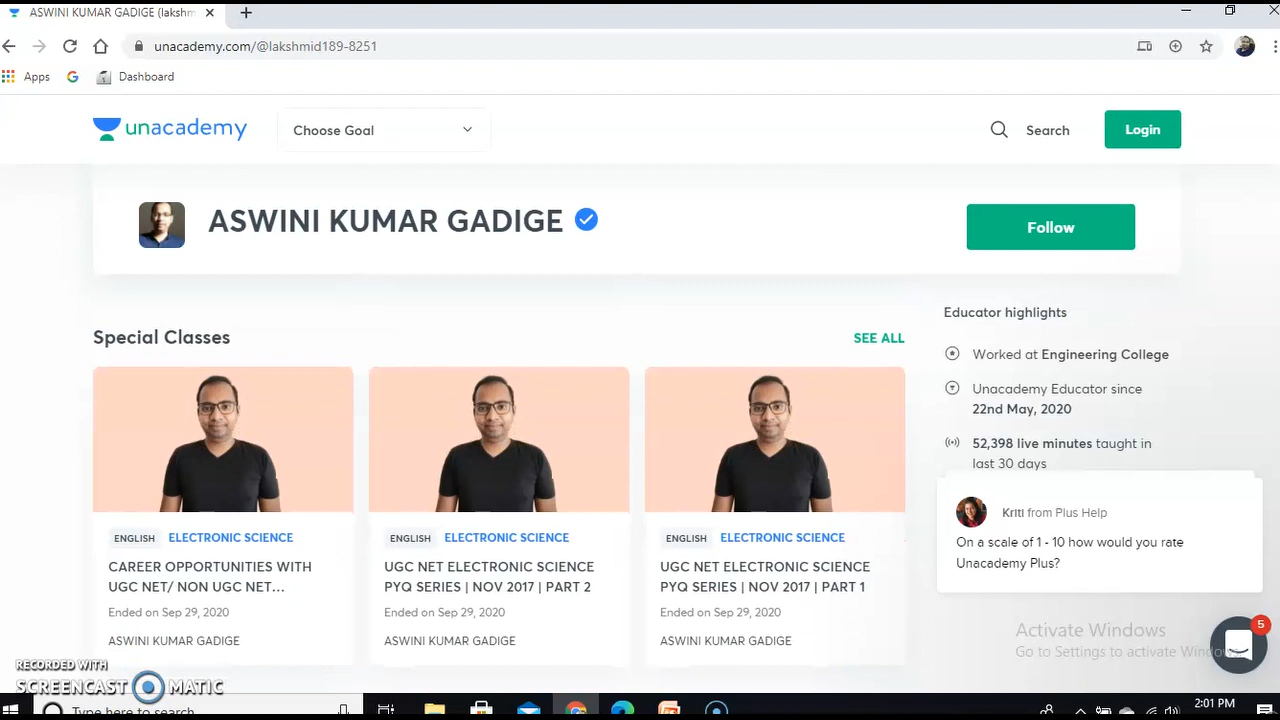 ASWINI KUMAR GADIGE (lakshm
unacademy.com/@lakshmid189-8251
Apps
Dashboard
unacademy
Choose Goal
Search
Login
ASWINI KUMAR GADIGE
Follow
Special Classes
SEE ALL
ENGLISH ELECTRONIC SCIENCE
CAREER OPPORTUNITIES WITH
UGC NET/ NON UGC NET...
Ended on Sep 29, 2020
ASWINI KUMAR GADIGE
ENGLISH ELECTRONIC SCIENCE
UGC NET ELECTRONIC SCIENCE
PYQ SERIES | NOV 2017 | PART 2
Ended on Sep 29, 2020
ASWINI KUMAR GADIGE
ENGLISH ELECTRONIC SCIENCE
UGC NET ELECTRONIC SCIENCE
PYQ SERIES | NOV 2017 | PART 1
Ended on Sep 29, 2020
ASWINI KUMAR GADIGE
Educator highlights
Worked at Engineering College
Unacademy Educator since
22nd May, 2020
52,398 live minutes taught in
last 30 days
Kriti from Plus Help
On a scale of 1 - 10 how would you rate
Unacademy Plus?
Activate Windows
Go to Settings to activate Windows.
5
RECORDED WITH
SCREENCAST MATIC
Type here to search
2:01 PM